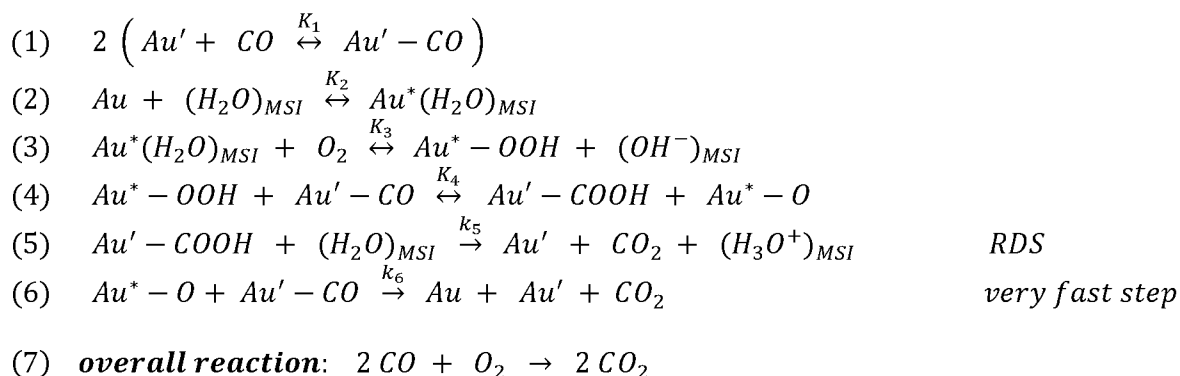 (1) 2 ( Au′ + CO K₁ ↔ Au′ − CO )
(2) Au + (H₂O)MSI K₂ ↔ Au*(H₂O)MSI
(3) Au*(H₂O)MSI + O₂ K₃ ↔ Au* − OOH + (OH⁻)MSI
(4) Au* − OOH + Au′ − CO K₄ ↔ Au′ − COOH + Au* − O
(5) Au′ − COOH + (H₂O)MSI k₅ → Au′ + CO₂ + (H₃O⁺)MSI RDS
(6) Au* − O + Au′ − CO k₆ → Au + Au′ + CO₂ very fast step
(7) overall reaction: 2 CO + O₂ → 2 CO₂